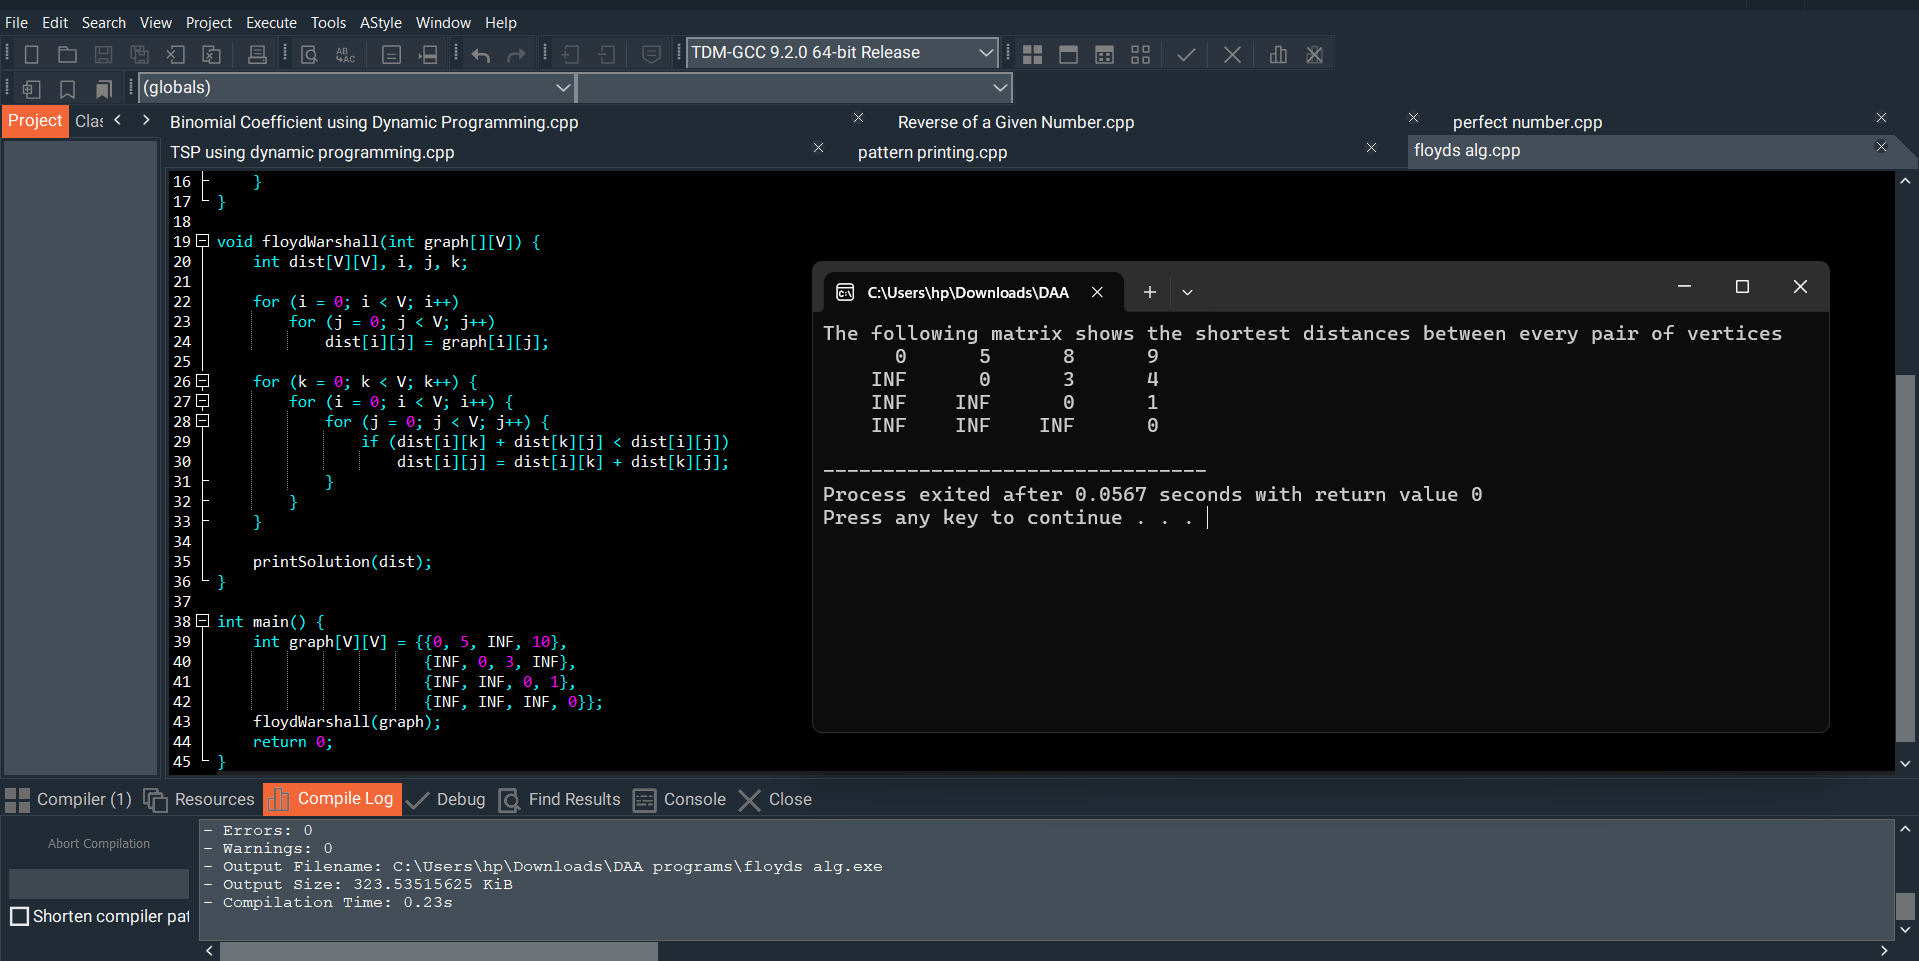 File Edit Search View Project Execute Tools AStyle Window Help
TDM-GCC 9.2.0 64-bit Release
(globals)
Project Clas
Binomial Coefficient using Dynamic Programming.cpp Reverse of a Given Number.cpp perfect number.cpp
TSP using dynamic programming.cpp pattern printing.cpp floyds alg.cpp
16 }
17 }
18
19 void floydWarshall(int graph[][V]) {
20 int dist[V][V], i, j, k;
21
22 for (i = 0; i < V; i++)
23 for (j = 0; j < V; j++)
24 dist[i][j] = graph[i][j];
25
26 for (k = 0; k < V; k++) {
27 for (i = 0; i < V; i++) {
28 for (j = 0; j < V; j++) {
29 if (dist[i][k] + dist[k][j] < dist[i][j])
30 dist[i][j] = dist[i][k] + dist[k][j];
31 }
32 }
33 }
34
35 printSolution(dist);
36 }
37
38 int main() {
39 int graph[V][V] = {{0, 5, INF, 10},
40 {INF, 0, 3, INF},
41 {INF, INF, 0, 1},
42 {INF, INF, INF, 0}};
43 floydWarshall(graph);
44 return 0;
45 }
C:\Users\hp\Downloads\DAA
The following matrix shows the shortest distances between every pair of vertices
0 5 8 9
INF 0 3 4
INF INF 0 1
INF INF INF 0
--------------------------------
Process exited after 0.0567 seconds with return value 0
Press any key to continue . . .
Compiler (1) Resources Compile Log Debug Find Results Console Close
Abort Compilation
Shorten compiler pat
- Errors: 0
- Warnings: 0
- Output Filename: C:\Users\hp\Downloads\DAA programs\floyds alg.exe
- Output Size: 323.53515625 KiB
- Compilation Time: 0.23s